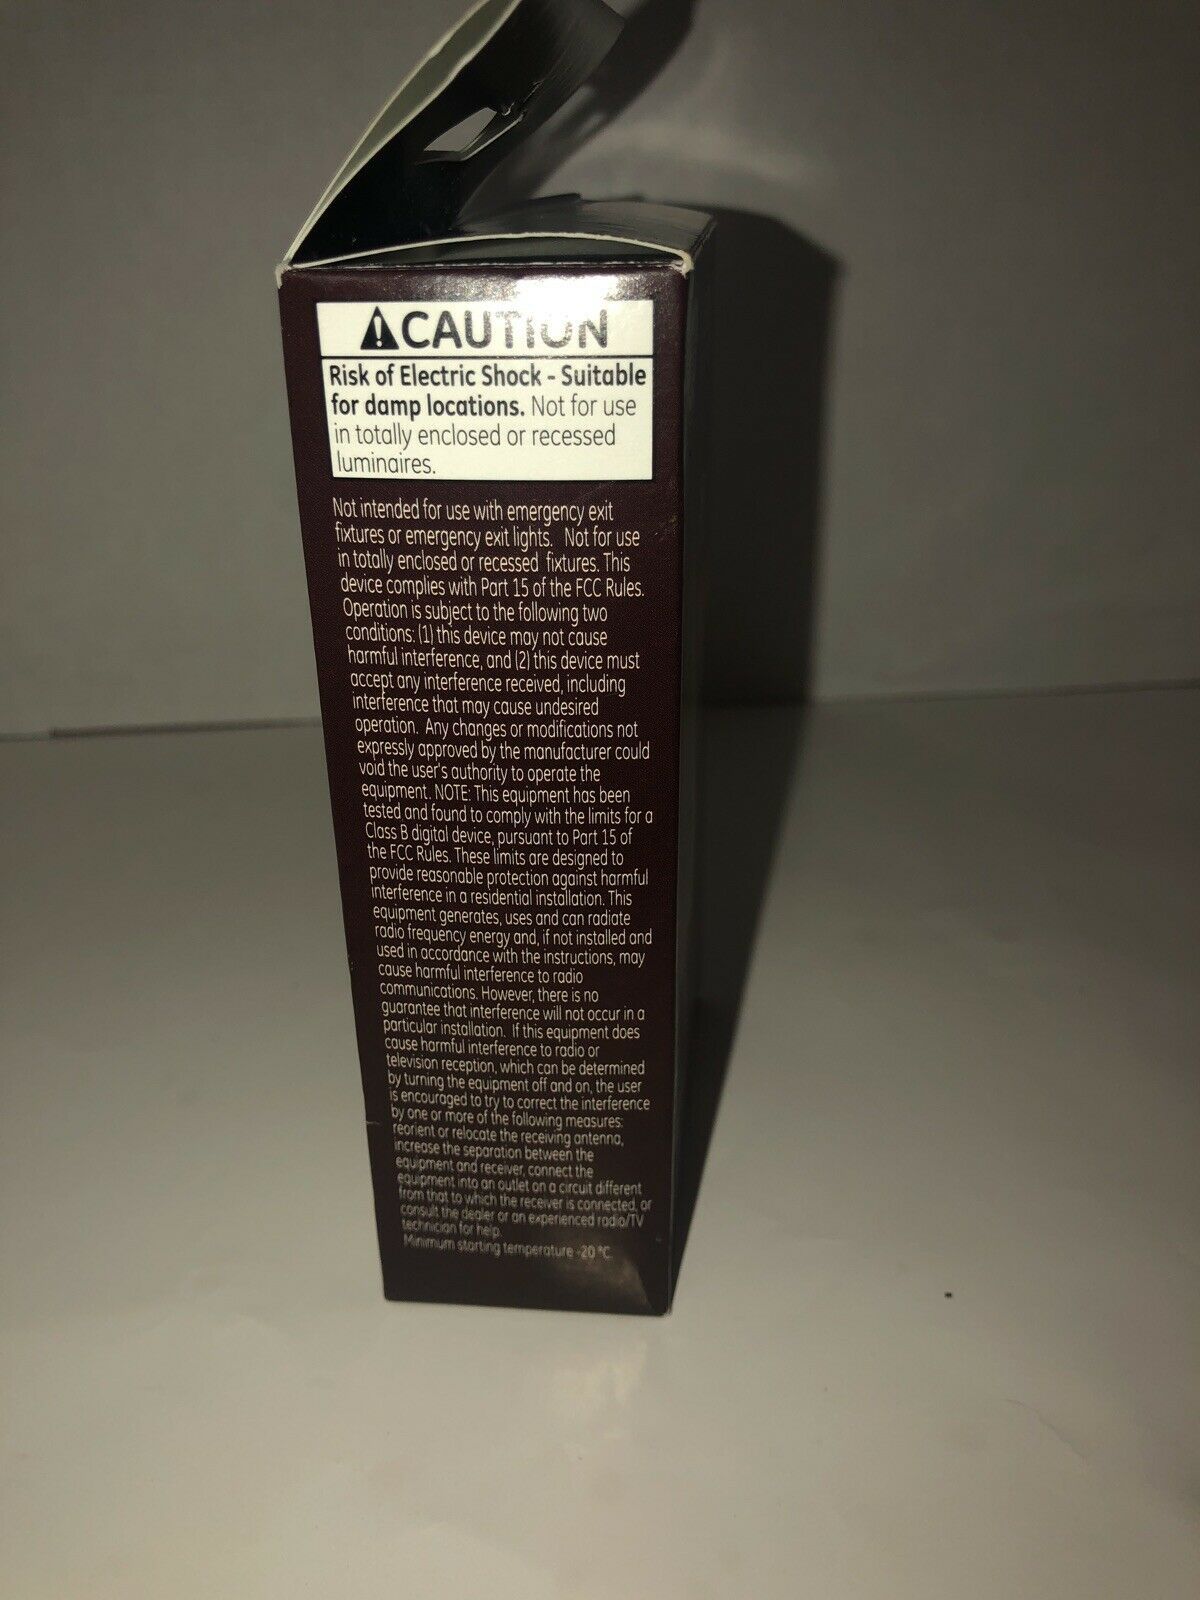 CAUTION
Risk of Electric Shock - Suitable
for damp locations. Not for use
in totally enclosed or recessed
luminaires.
Not intended for use with emergency exit
fixtures or emergency exit lights. Not for use
in totally enclosed or recessed fixtures. This
device complies with Part 15 of the FCC Rules.
Operation is subject to the following two
conditions: (1) this device may not cause
harmful interference, and (2) this device must
accept any interference received, including
interference that may cause undesired
operation. Any changes or modifications not
expressly approved by the manufacturer could
void the user's authority to operate the
equipment. NOTE: This equipment has been
tested and found to comply with the limits for a
Class B digital device, pursuant to Part 15 of
the FCC Rules. These limits are designed to
provide reasonable protection against harmful
interference in a residential installation. This
equipment generates, uses and can radiate
radio frequency energy and, if not installed and
used in accordance with the instructions, may
cause harmful interference to radio
communications. However, there is no
guarantee that interference will not occur in a
particular installation. If this equipment does
cause harmful interference to radio or
television reception, which can be determined
by turning the equipment off and on, the user
is encouraged to try to correct the interference
by one or more of the following measures:
reorient or relocate the receiving antenna,
increase the separation between the
equipment and receiver, connect the
equipment into an outlet on a circuit different
from that to which the receiver is connected, or
consult the dealer or an experienced radio/TV
technician for help.
Minimum starting temperature -20 °C